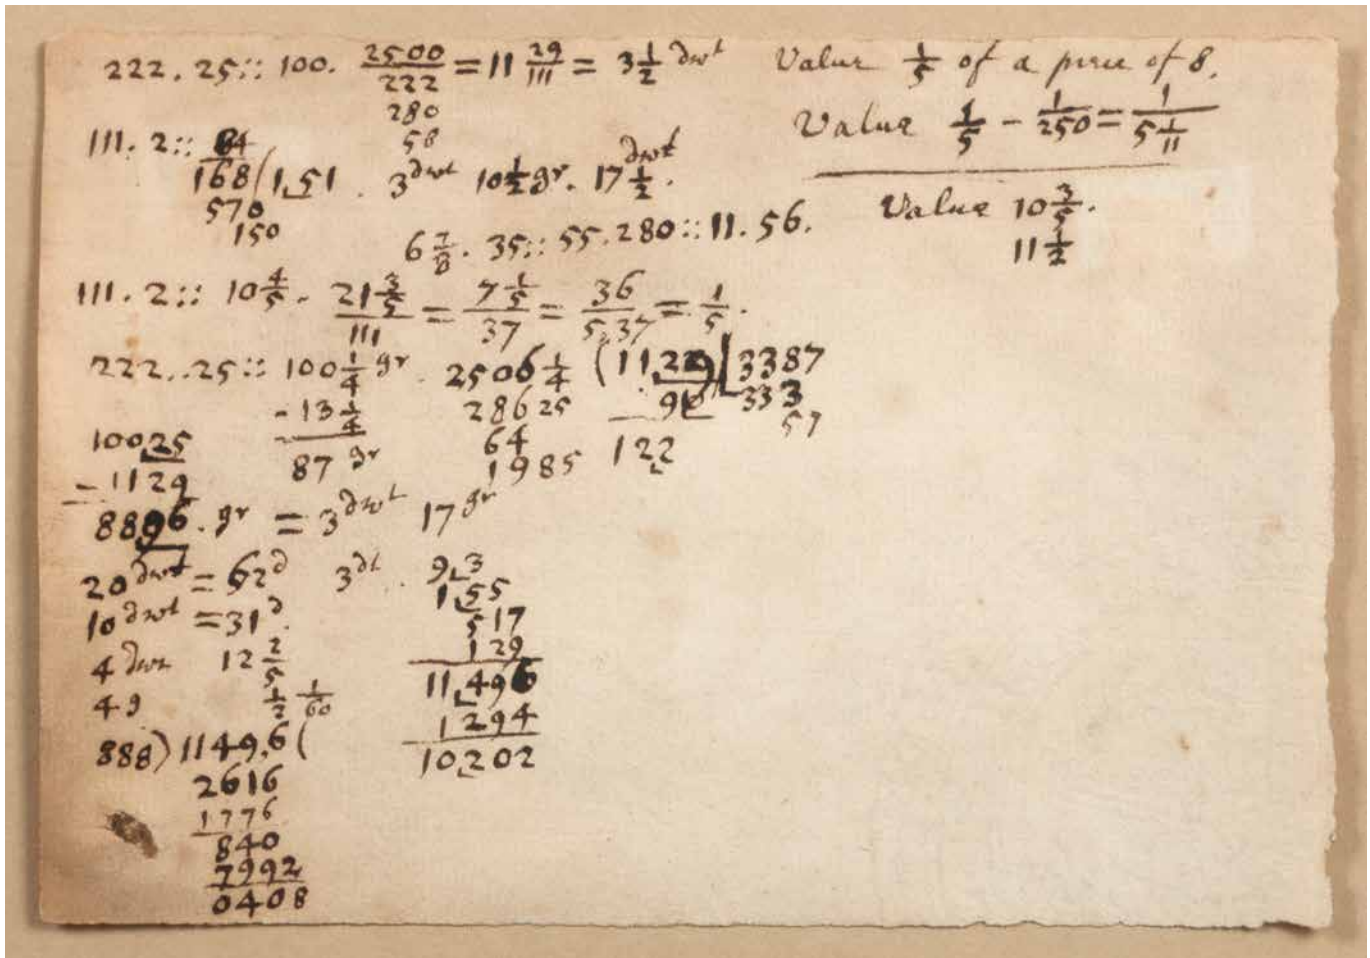 222. 25:: 100. 2500/222 = 11 29/111 = 3 1/2 dwt
280
58
111. 2:: 84
168(1,51 . 3 dwt 10 1/2 gr. 17 1/2 dwt.
570
150
6 7/8 . 35:: 55. 280:: 11. 56.
111. 2:: 10 4/5 . 21 3/5/111 = 7 1/5/37 = 36/5,37 = 1/5.
222. 25:: 100 1/4 gr . 2506 1/4 (11,29 | 3387
- 13 1/4 28625 333
87 gr 64 57
1985 122
10025
- 1129
8896. gr = 3 dwt 17 gr
20 dwt = 62 d 3 dt . 9,3
10 dwt = 31 d. 1,55
4 dwt 12 2/5 517
4 g 1/2 1/60 129
11,496
1294
10,202
888) 1149,6 (
2616
1776
840
7992
0408
Value 1/5 of a piece of 8.
Value 1/5 - 1/250 = 1/5 1/11
Value 10 3/5.
11 1/2